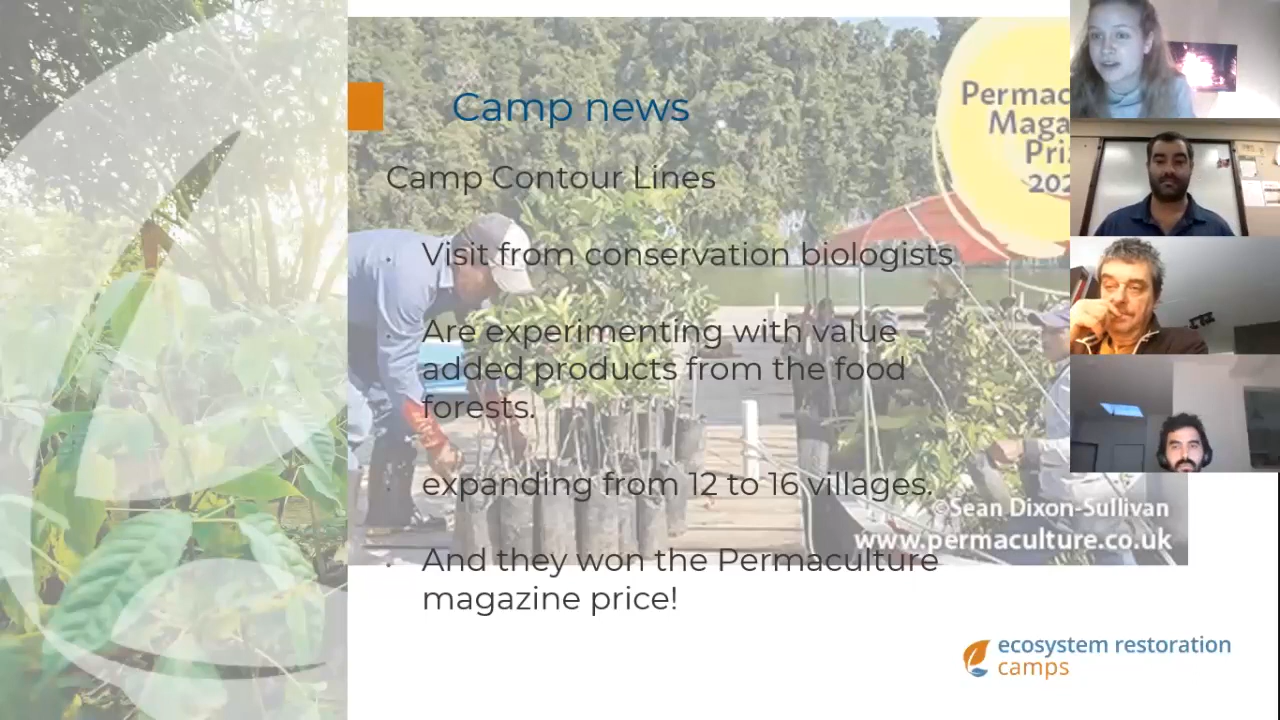 Camp news
Camp Contour Lines
Visit from conservation biologists
Are experimenting with value
added products from the food
forests.
expanding from 12 to 16 villages.
And they won the Permaculture
magazine price!
©Sean Dixon-Sullivan
www.permaculture.co.uk
ecosystem restoration
camps